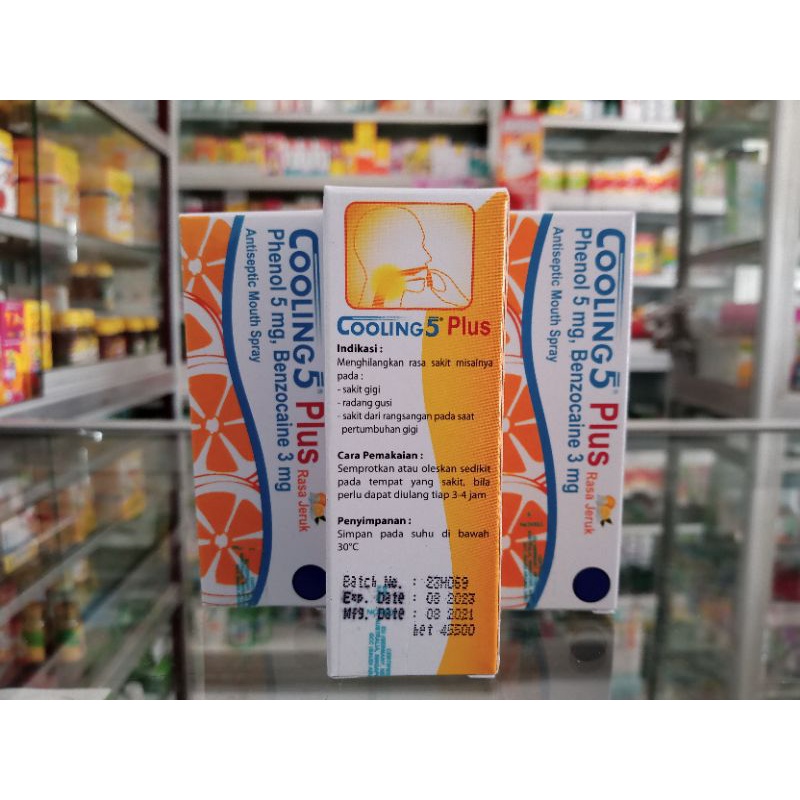 COOLING5® Plus Rasa Jeruk
Phenol 5 mg, Benzocaine 3 mg
Antiseptic Mouth Spray
COOLING5® Plus
Indikasi :
Menghilangkan rasa sakit misalnya
pada :
- sakit gigi
- radang gusi
- sakit dari rangsangan pada saat
pertumbuhan gigi
Cara Pemakaian :
Semprotkan atau oleskan sedikit
pada tempat yang sakit, bila
perlu dapat diulang tiap 3-4 jam
Penyimpanan :
Simpan pada suhu di bawah
30°C
Batch No. : 23H069
Exp. Date : 08 2023
Mfg. Date : 08 2021
het 45500
COOLING5® Plus Rasa Jeruk
Phenol 5 mg, Benzocaine 3 mg
Antiseptic Mouth Spray